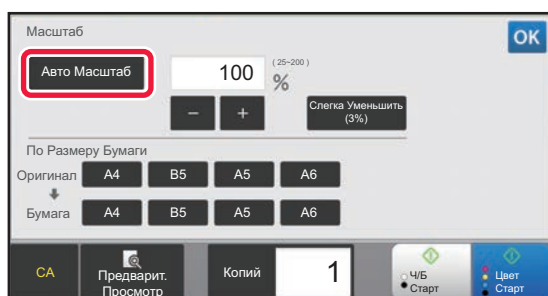 Масштаб
OK
Авто Масштаб
100
(25~200)
%
−
+
Слегка Уменьшить
(3%)
По Размеру Бумаги
Оригинал A4 B5 A5 A6
Бумага A4 B5 A5 A6
CA
Предварит.
Просмотр
Копий
1
Ч/Б
Старт
Цвет
Старт